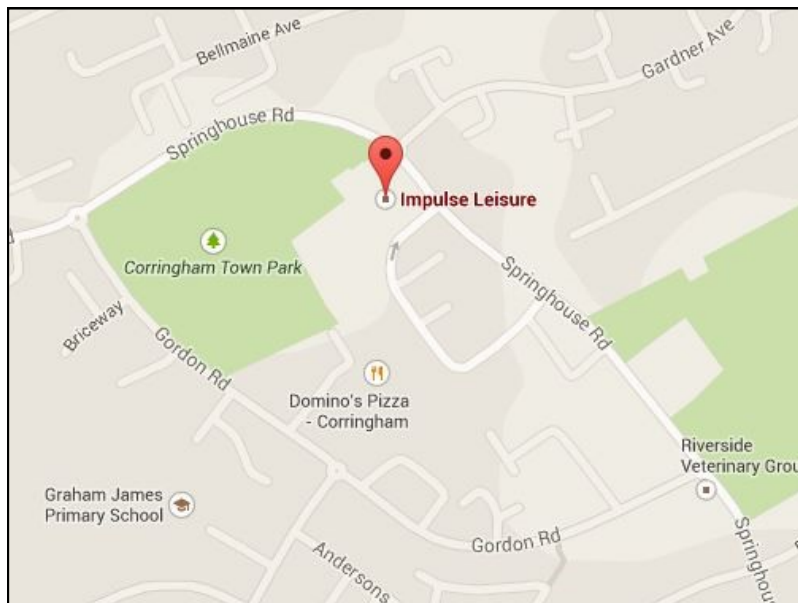 Bellmaine Ave
Gardner Ave
Springhouse Rd
Impulse Leisure
Corringham Town Park
Springhouse Rd
Briceway
Gordon Rd
Domino's Pizza
- Corringham
Riverside
Veterinary Grou
Graham James
Primary School
Gordon Rd
Andersons
Springhous